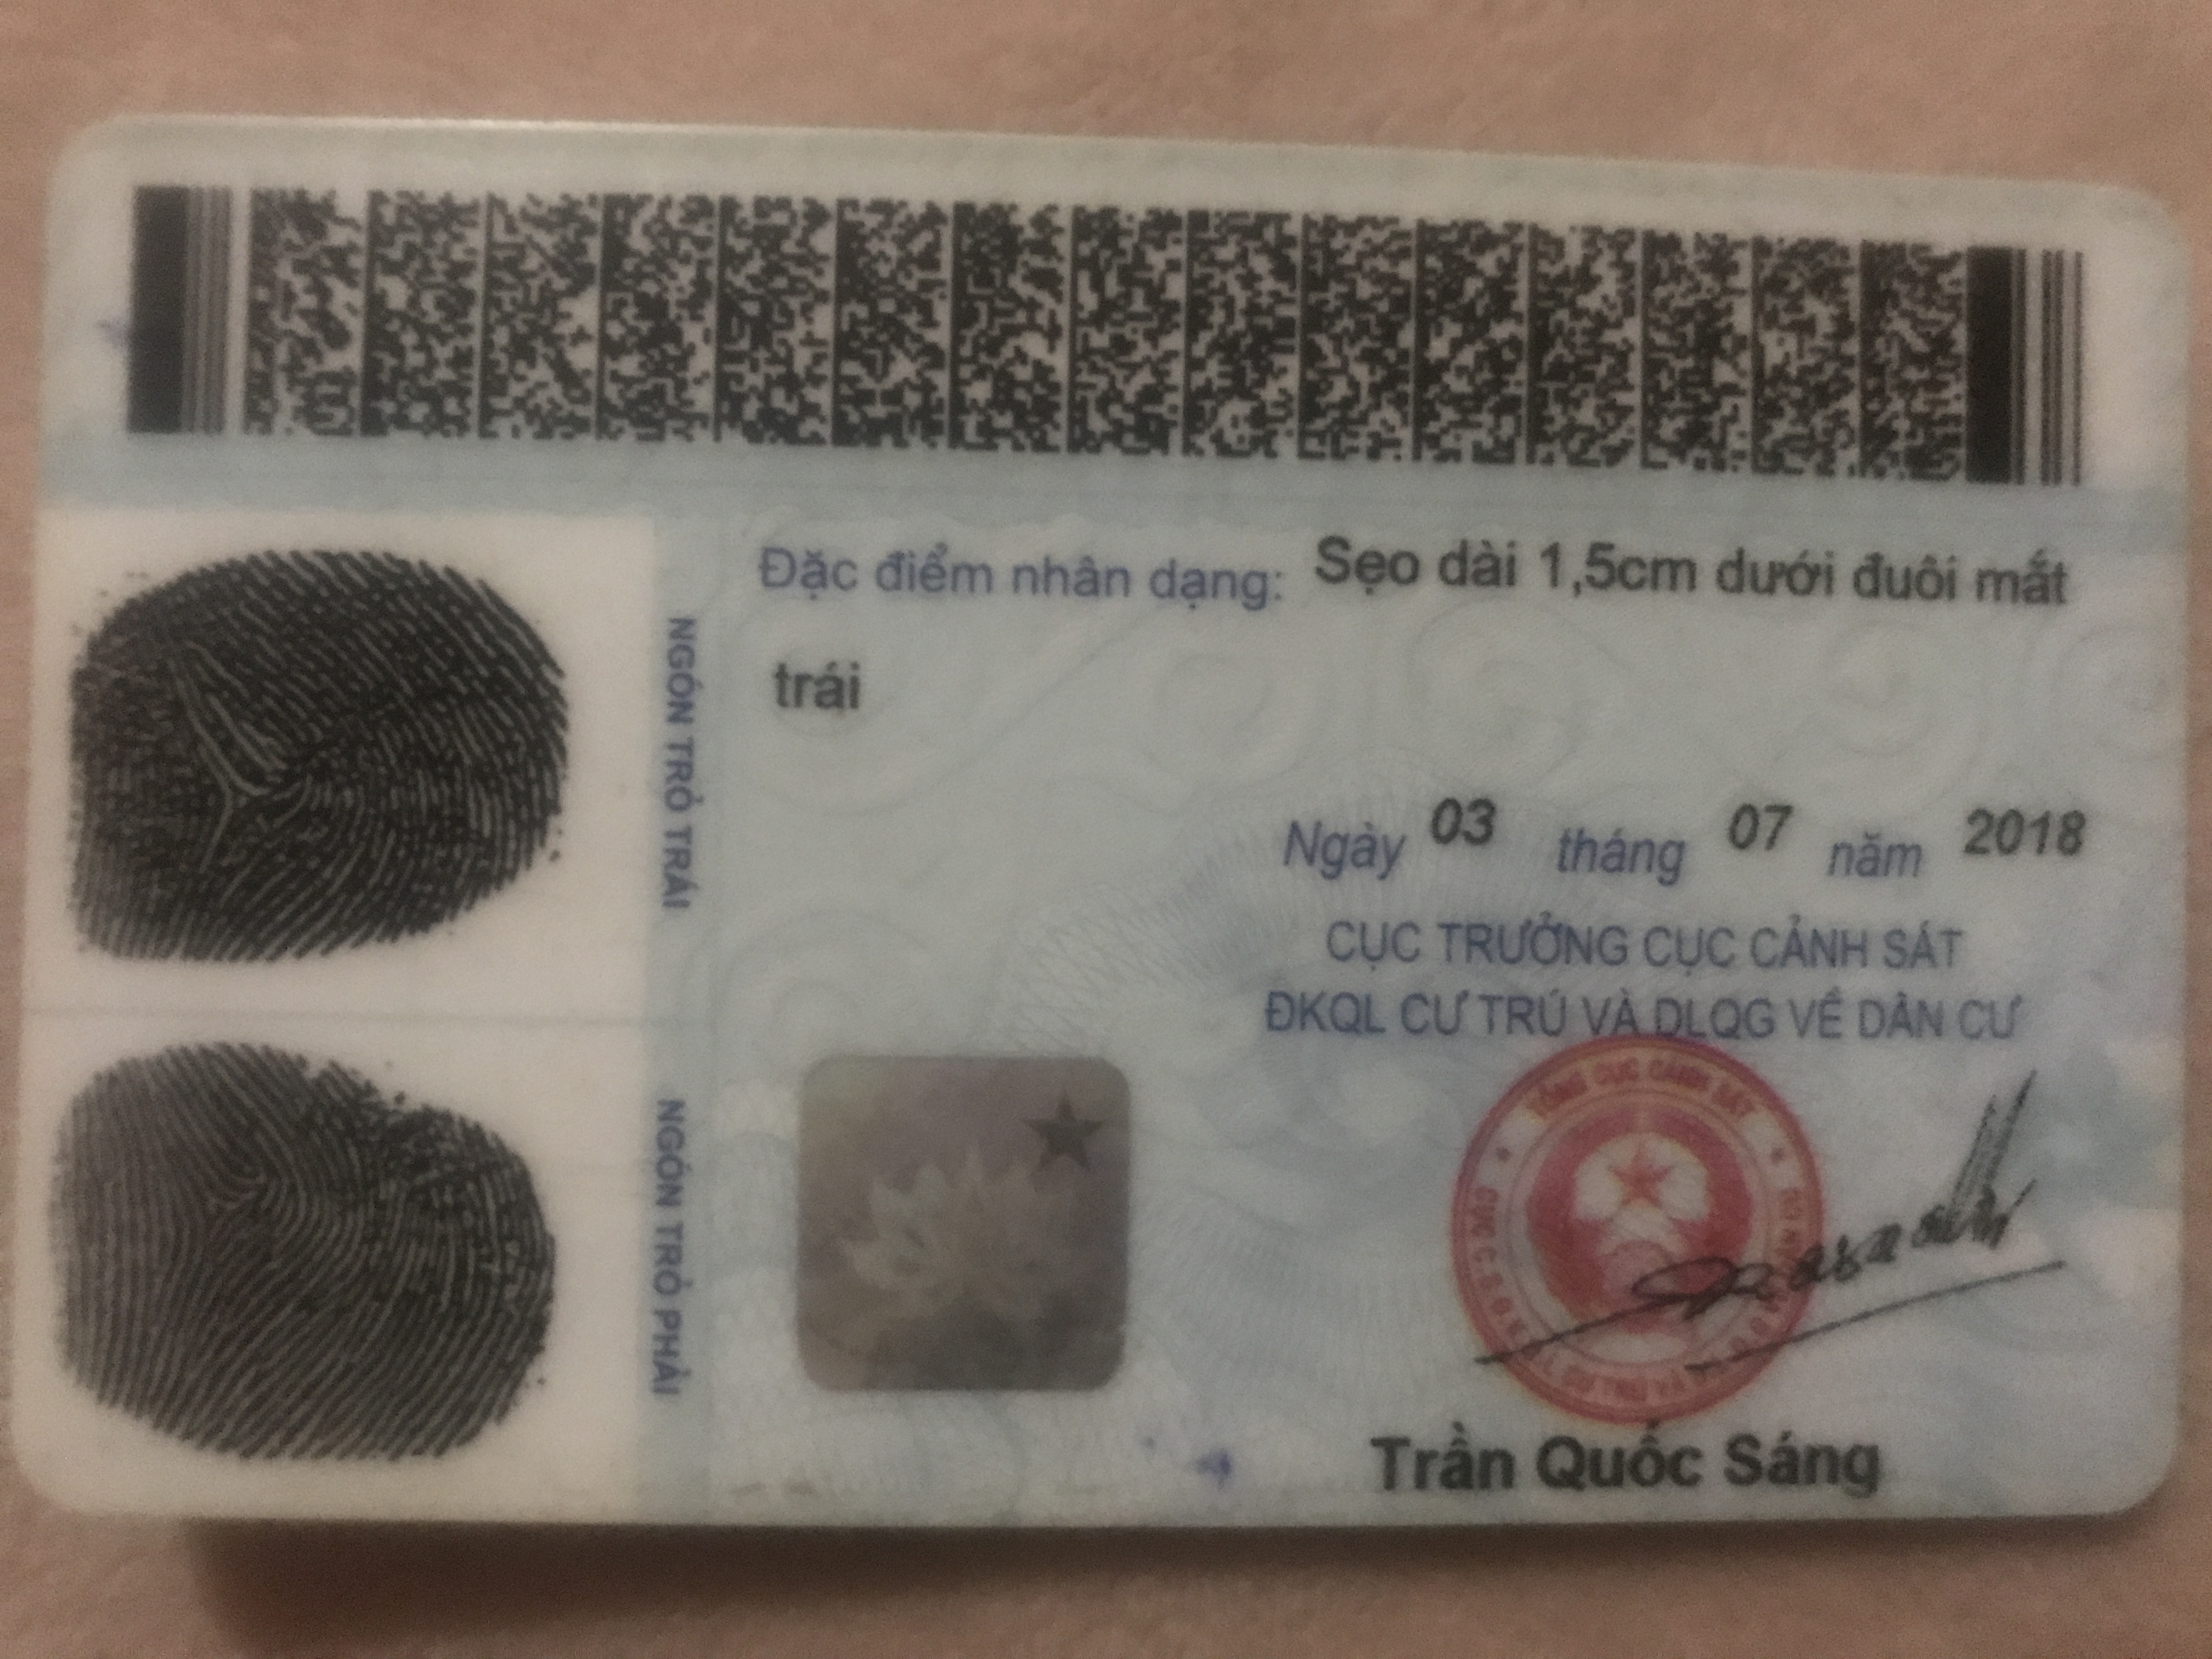 Đặc điểm nhân dạng: Sẹo dài 1,5cm dưới đuôi mắt
trái
NGÓN TRỎ TRÁI
NGÓN TRỎ PHẢI
Ngày 03 tháng 07 năm 2018
CỤC TRƯỞNG CỤC CẢNH SÁT
ĐKQL CƯ TRÚ VÀ DLQG VỀ DÂN CƯ
Trần Quốc Sáng